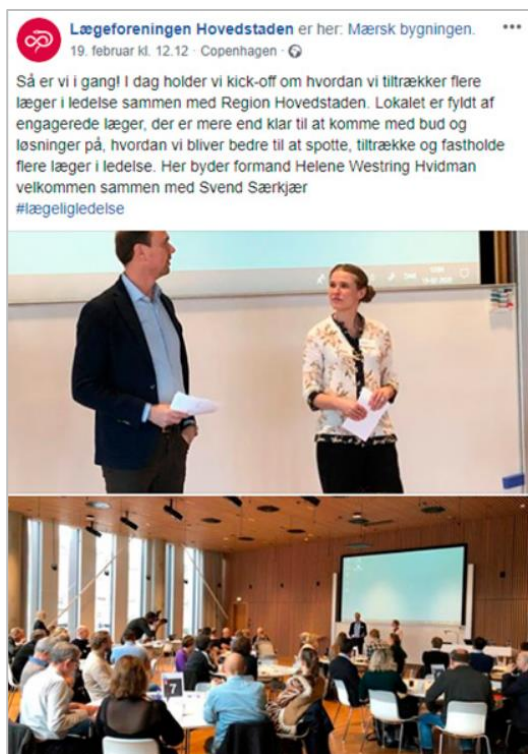 Lægeforeningen Hovedstaden er her: Mærsk bygningen.
19. februar kl. 12.12 · Copenhagen ·
Så er vi i gang! I dag holder vi kick-off om hvordan vi tiltrækker flere
læger i ledelse sammen med Region Hovedstaden. Lokalet er fyldt af
engagerede læger, der er mere end klar til at komme med bud og
løsninger på, hvordan vi bliver bedre til at spotte, tiltrække og fastholde
flere læger i ledelse. Her byder formand Helene Westring Hvidman
velkommen sammen med Svend Særkjær
#lægeligledelse
7